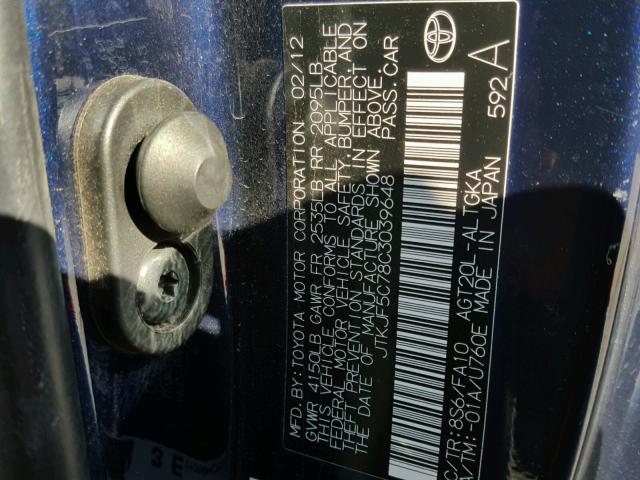 MFD.BY:TOYOTA MOTOR CORPORATION 02/12
GVWR 4150LB GAWR FR 2535LB RR 2095LB
THIS VEHICLE CONFORMS TO ALL APPLICABLE
FEDERAL MOTOR VEHICLE SAFETY, BUMPER, AND
THEFT PREVENTION STANDARDS IN EFFECT ON
THE DATE OF MANUFACTURE SHOWN ABOVE.
JTKJF5C78C3039648 PASS.CAR
C/TR:8S6/FA10 AGT20L-ALTGKA
A/TM:-01A/U760E MADE IN JAPAN
592 A
3 E